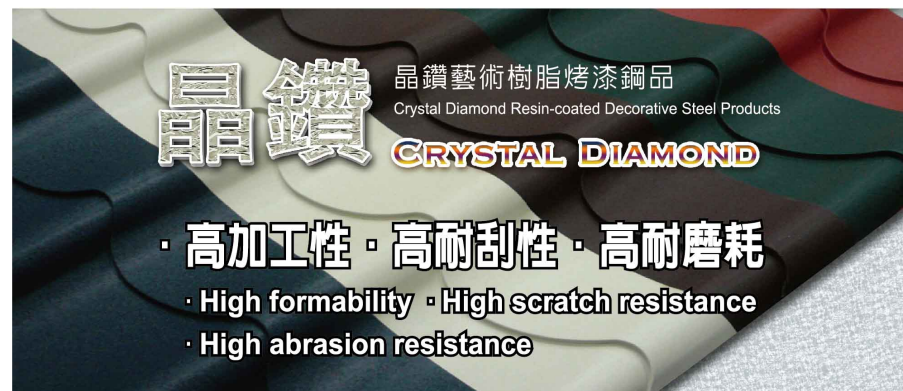 晶鑽
晶鑽藝術樹脂烤漆鋼品
Crystal Diamond Resin-coated Decorative Steel Products
CRYSTAL DIAMOND
· 高加工性 · 高耐刮性 · 高耐磨耗
· High formability · High scratch resistance
· High abrasion resistance